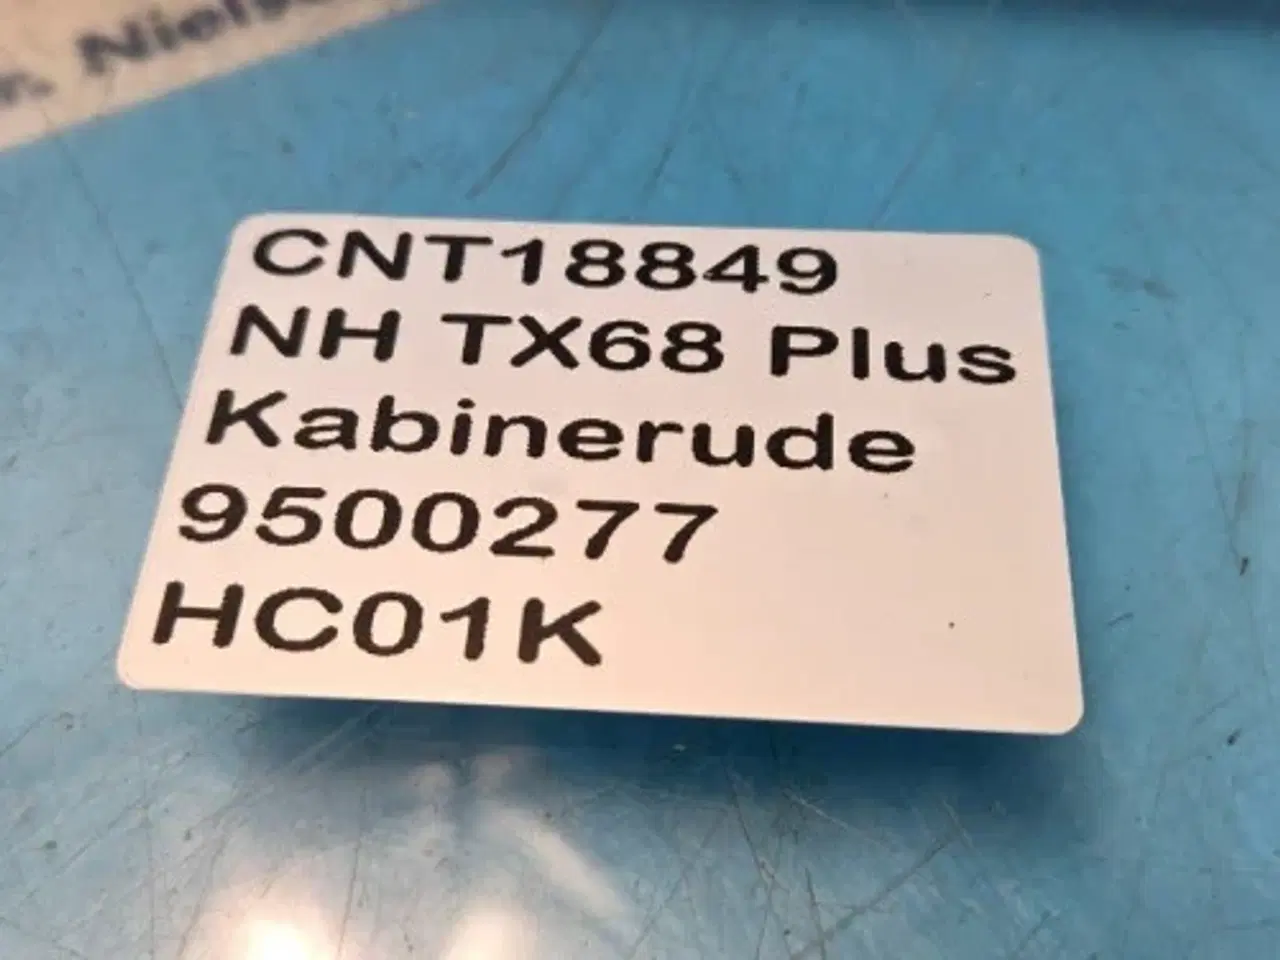 CNT18849
NH TX68 Plus
Kabinerude
9500277
HC01K